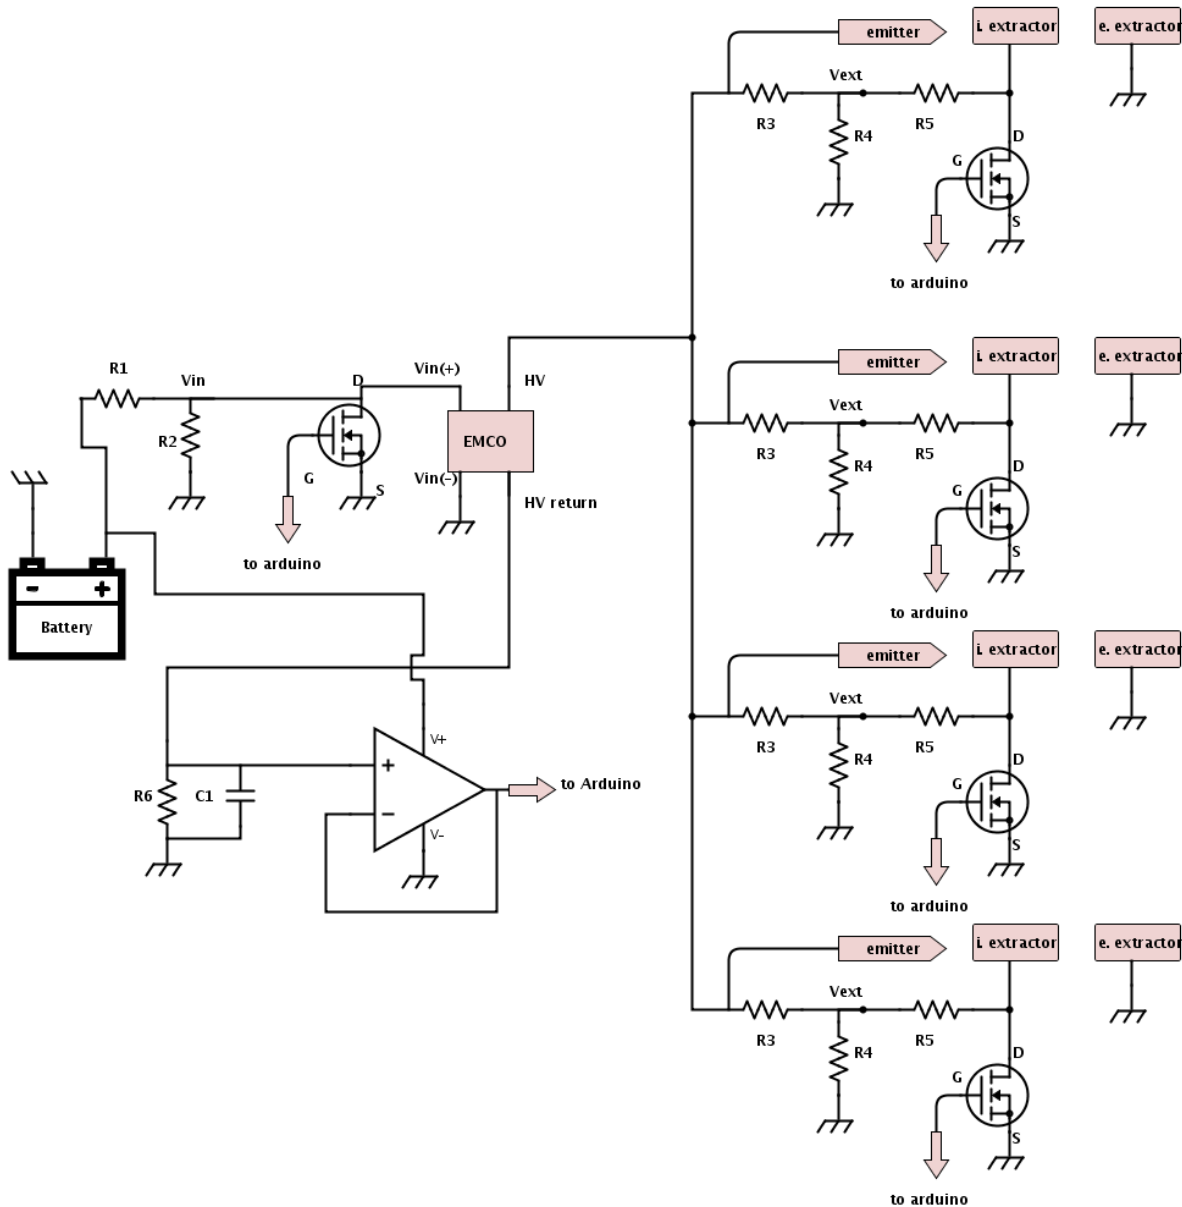 emitter
i. extractor
e. extractor
Vext
R3
R4
R5
D
G
S
to arduino
R1
Vin
R2
D
G
S
to arduino
Vin(+)
EMCO
Vin(-)
HV
HV return
- +
Battery
emitter
i. extractor
e. extractor
Vext
R3
R4
R5
D
G
S
to arduino
R6
C1
+
-
V+
V-
to Arduino
emitter
i. extractor
e. extractor
Vext
R3
R4
R5
D
G
S
to arduino
emitter
i. extractor
e. extractor
Vext
R3
R4
R5
D
G
S
to arduino